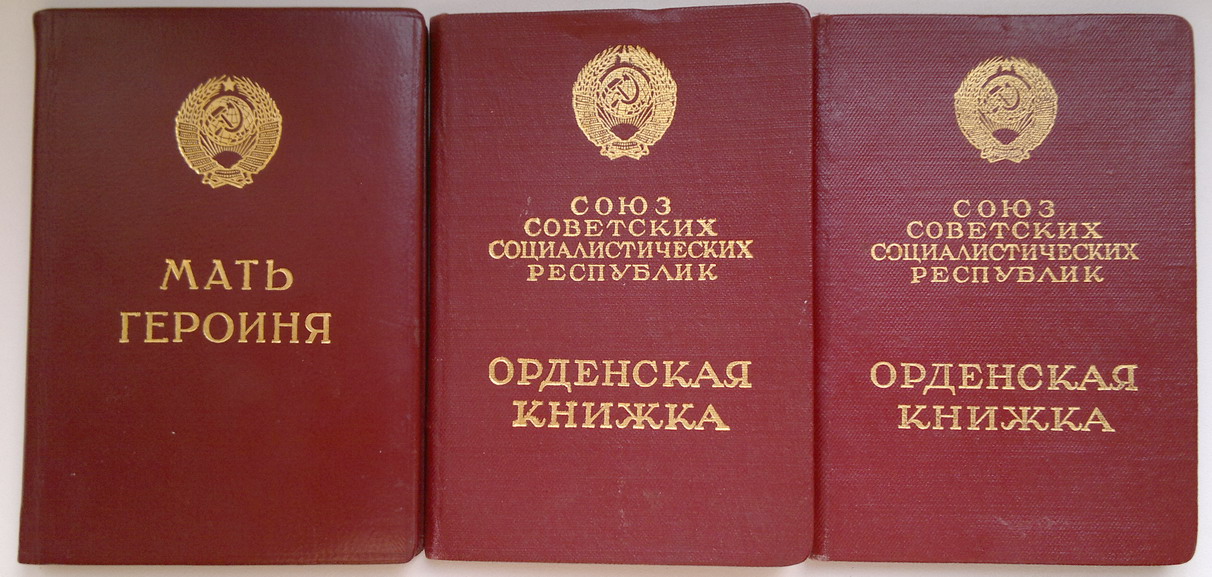 МАТЬ
ГЕРОИНЯ
СОЮЗ
СОВЕТСКИХ
СОЦИАЛИСТИЧЕСКИХ
РЕСПУБЛИК
ОРДЕНСКАЯ
КНИЖКА
СОЮЗ
СОВЕТСКИХ
СОЦИАЛИСТИЧЕСКИХ
РЕСПУБЛИК
ОРДЕНСКАЯ
КНИЖКА